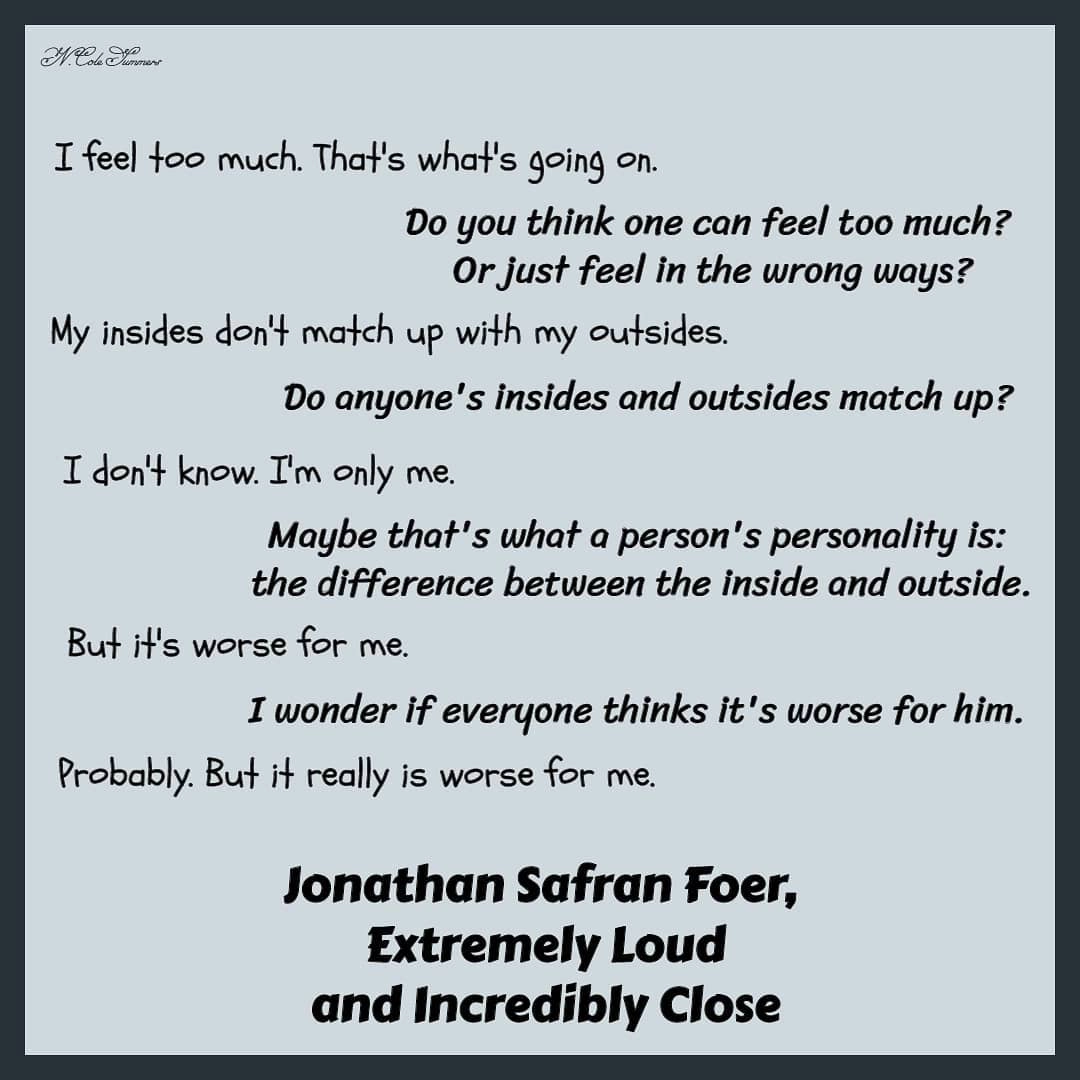 N. Cole Summers
I feel too much. That's what's going on.
Do you think one can feel too much?
Or just feel in the wrong ways?
My insides don't match up with my outsides.
Do anyone's insides and outsides match up?
I don't know. I'm only me.
Maybe that's what a person's personality is:
the difference between the inside and outside.
But it's worse for me.
I wonder if everyone thinks it's worse for him.
Probably. But it really is worse for me.
Jonathan Safran Foer,
Extremely Loud
and Incredibly Close